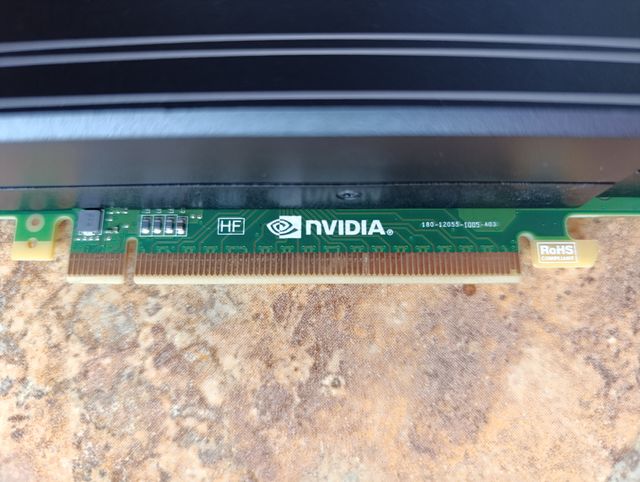 HF
NVIDIA®
180-12055-1005-A03
RoHS
COMPLIANT